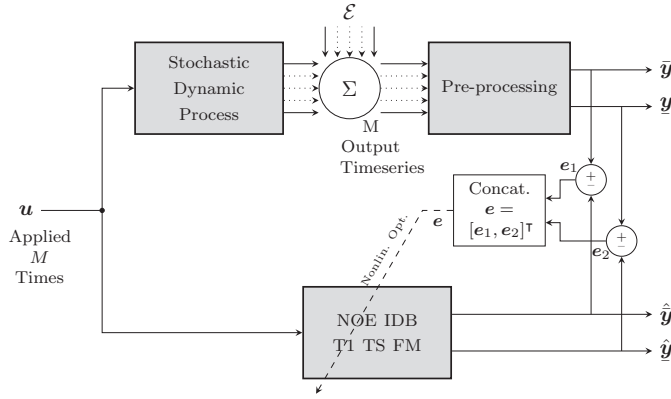 ℰ
Stochastic
Dynamic
Process
Σ
Pre-processing
ȳ
y̲
M
Output
Timeseries
e₁
+
−
Concat.
e =
[e₁, e₂]ᵀ
u
Applied
M
Times
e
+
−
e₂
Nonlin. Opt.
NOE IDB
T1 TS FM
ȳ̂
ŷ̲